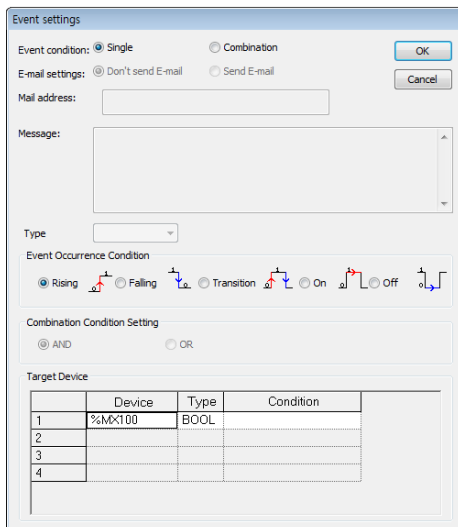 Event settings
Event condition: Single Combination OK
E-mail settings: Don't send E-mail Send E-mail Cancel
Mail address:
Message:
Type
Event Occurrence Condition
Rising Falling Transition On Off
Combination Condition Setting
AND OR
Target Device
Device Type Condition
1 %MX100 BOOL
2
3
4